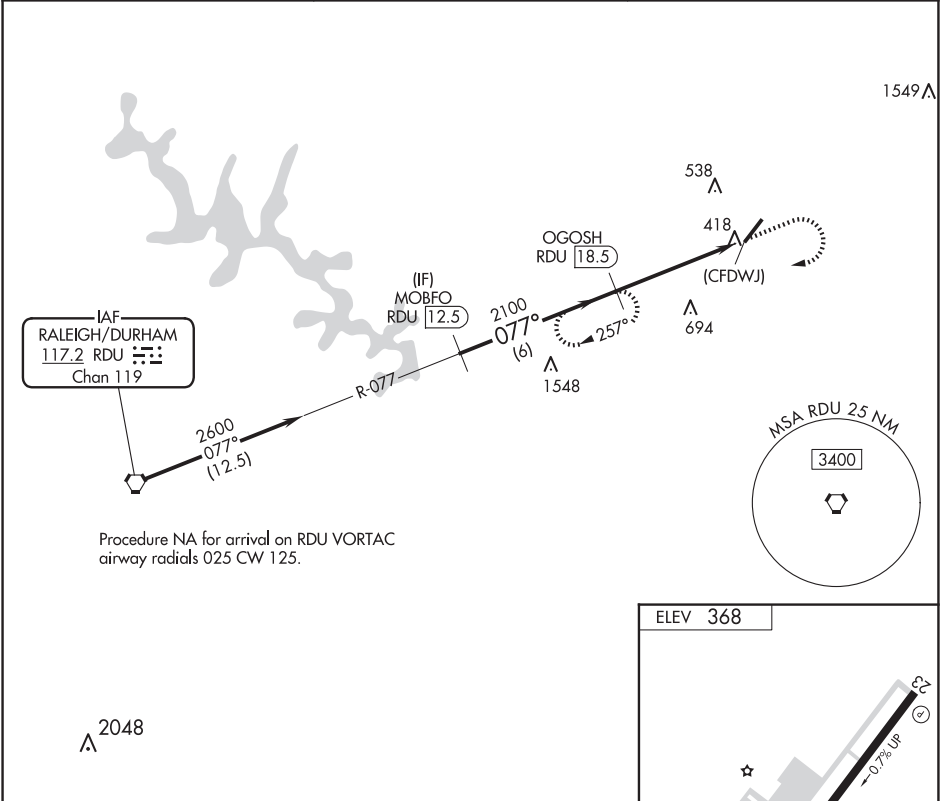 1549
538
418
OGOSH
RDU 18.5
(CFDWJ)
(IF)
MOBFO
RDU 12.5
2100
077°
(6)
257°
694
1548
IAF
RALEIGH/DURHAM
117.2 RDU
Chan 119
R-077
2600
077°
(12.5)
MSA RDU 25 NM
3400
Procedure NA for arrival on RDU VORTAC
airway radials 025 CW 125.
ELEV 368
23
P
0.7% UP
2048